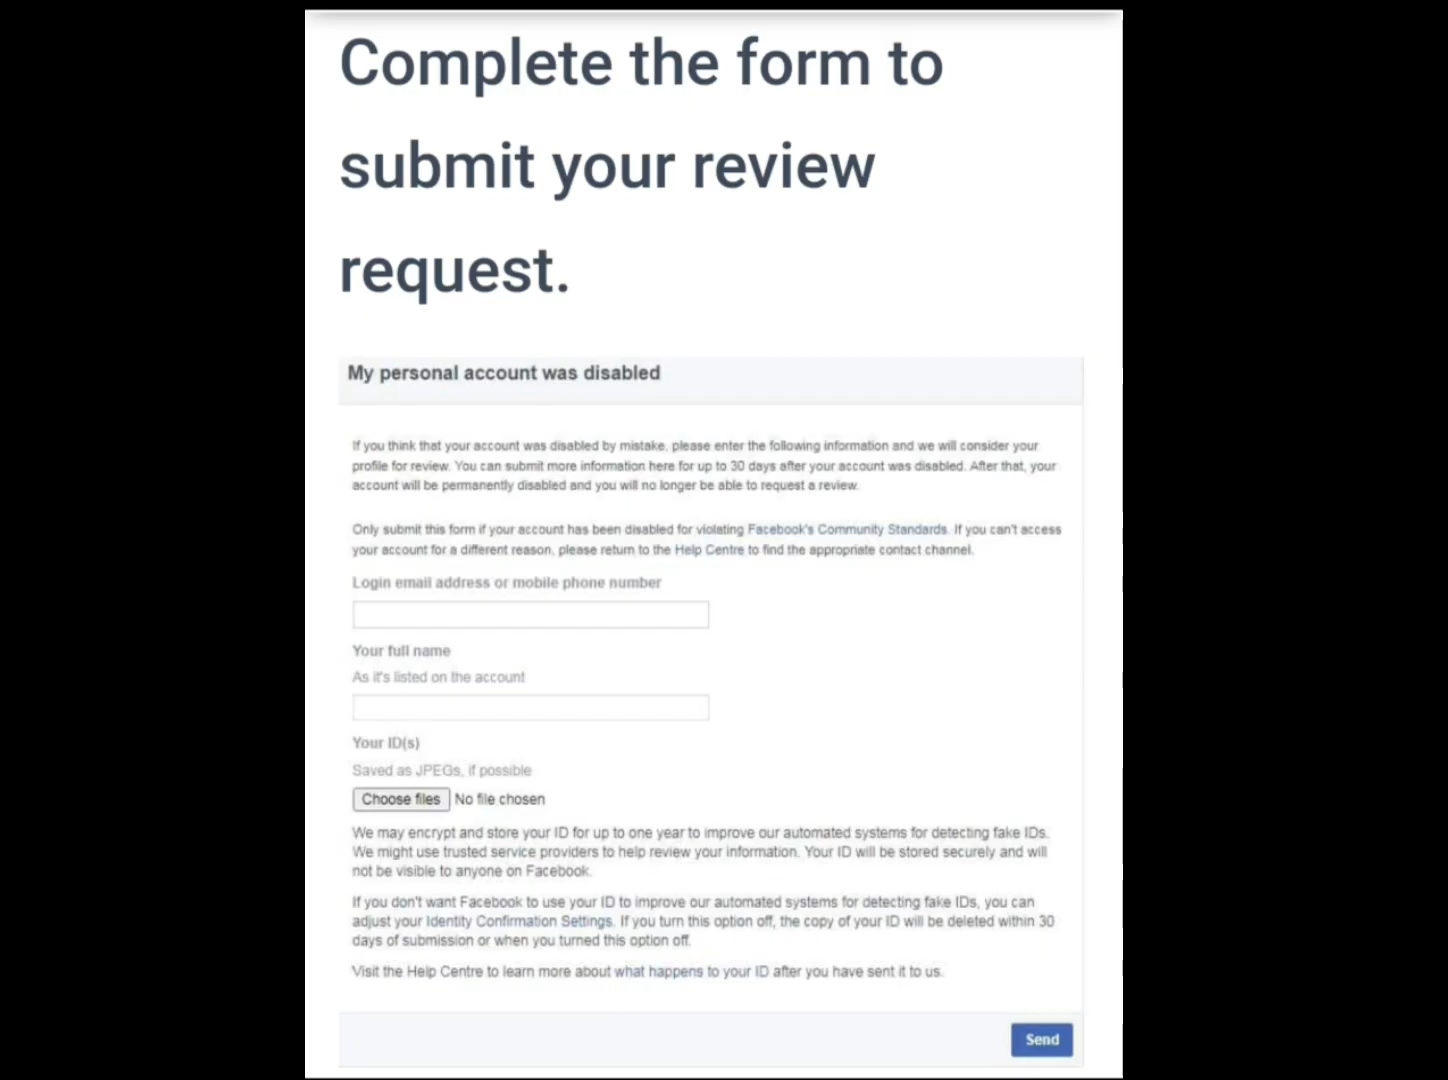 Complete the form to
submit your review
request.
My personal account was disabled
If you think that your account was disabled by mistake, please enter the following information and we will consider your
profile for review. You can submit more information here for up to 30 days after your account was disabled. After that, your
account will be permanently disabled and you will no longer be able to request a review.
Only submit this form if your account has been disabled for violating Facebook's Community Standards. If you can't access
your account for a different reason, please return to the Help Centre to find the appropriate contact channel.
Login email address or mobile phone number
Your full name
As it's listed on the account
Your ID(s)
Saved as JPEGs, if possible
Choose files No file chosen
We may encrypt and store your ID for up to one year to improve our automated systems for detecting fake IDs.
We might use trusted service providers to help review your information. Your ID will be stored securely and will
not be visible to anyone on Facebook.
If you don't want Facebook to use your ID to improve our automated systems for detecting fake IDs, you can
adjust your Identity Confirmation Settings. If you turn this option off, the copy of your ID will be deleted within 30
days of submission or when you turned this option off.
Visit the Help Centre to learn more about what happens to your ID after you have sent it to us.
Send